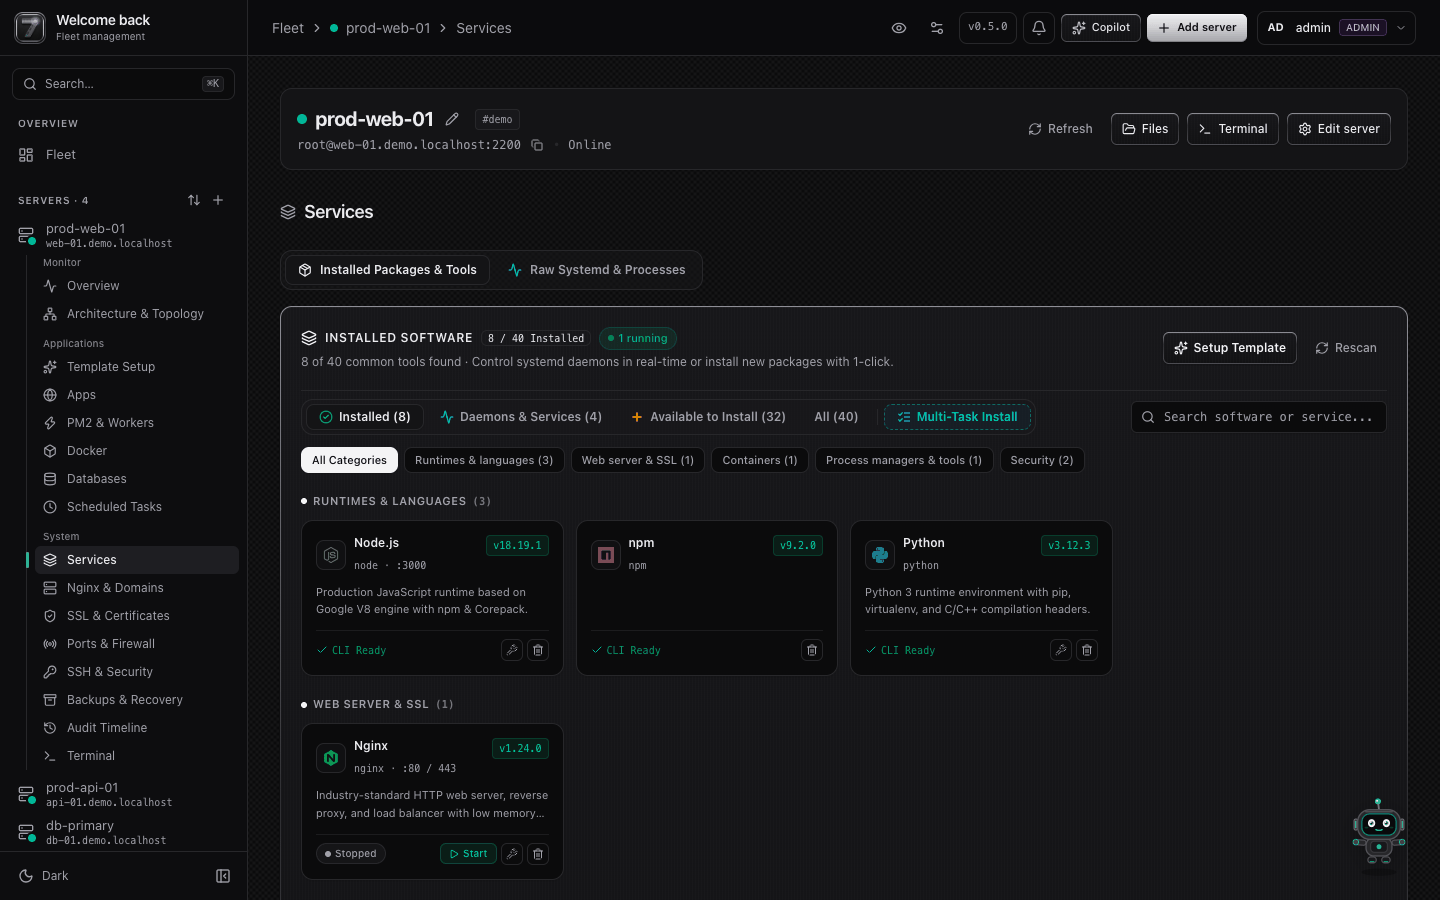 Welcome back
Fleet management
Search...
⌘K
OVERVIEW
Fleet
SERVERS · 4
prod-web-01
web-01.demo.localhost
Monitor
Overview
Architecture & Topology
Applications
Template Setup
Apps
PM2 & Workers
Docker
Databases
Scheduled Tasks
System
Services
Nginx & Domains
SSL & Certificates
Ports & Firewall
SSH & Security
Backups & Recovery
Audit Timeline
Terminal
prod-api-01
api-01.demo.localhost
db-primary
db-01.demo.localhost
Dark
Fleet > prod-web-01 > Services
v0.5.0
Copilot
Add server
AD admin ADMIN
prod-web-01 #demo
root@web-01.demo.localhost:2200 · Online
Refresh
Files
Terminal
Edit server
Services
Installed Packages & Tools
Raw Systemd & Processes
INSTALLED SOFTWARE 8 / 40 Installed 1 running
8 of 40 common tools found · Control systemd daemons in real-time or install new packages with 1-click.
Setup Template
Rescan
Installed (8)
Daemons & Services (4)
Available to Install (32)
All (40)
Multi-Task Install
Search software or service...
All Categories
Runtimes & languages (3)
Web server & SSL (1)
Containers (1)
Process managers & tools (1)
Security (2)
RUNTIMES & LANGUAGES (3)
Node.js v18.19.1
node · :3000
Production JavaScript runtime based on
Google V8 engine with npm & Corepack.
CLI Ready
npm v9.2.0
npm
CLI Ready
Python v3.12.3
python
Python 3 runtime environment with pip,
virtualenv, and C/C++ compilation headers.
CLI Ready
WEB SERVER & SSL (1)
Nginx v1.24.0
nginx · :80 / 443
Industry-standard HTTP web server, reverse
proxy, and load balancer with low memory...
Stopped
Start